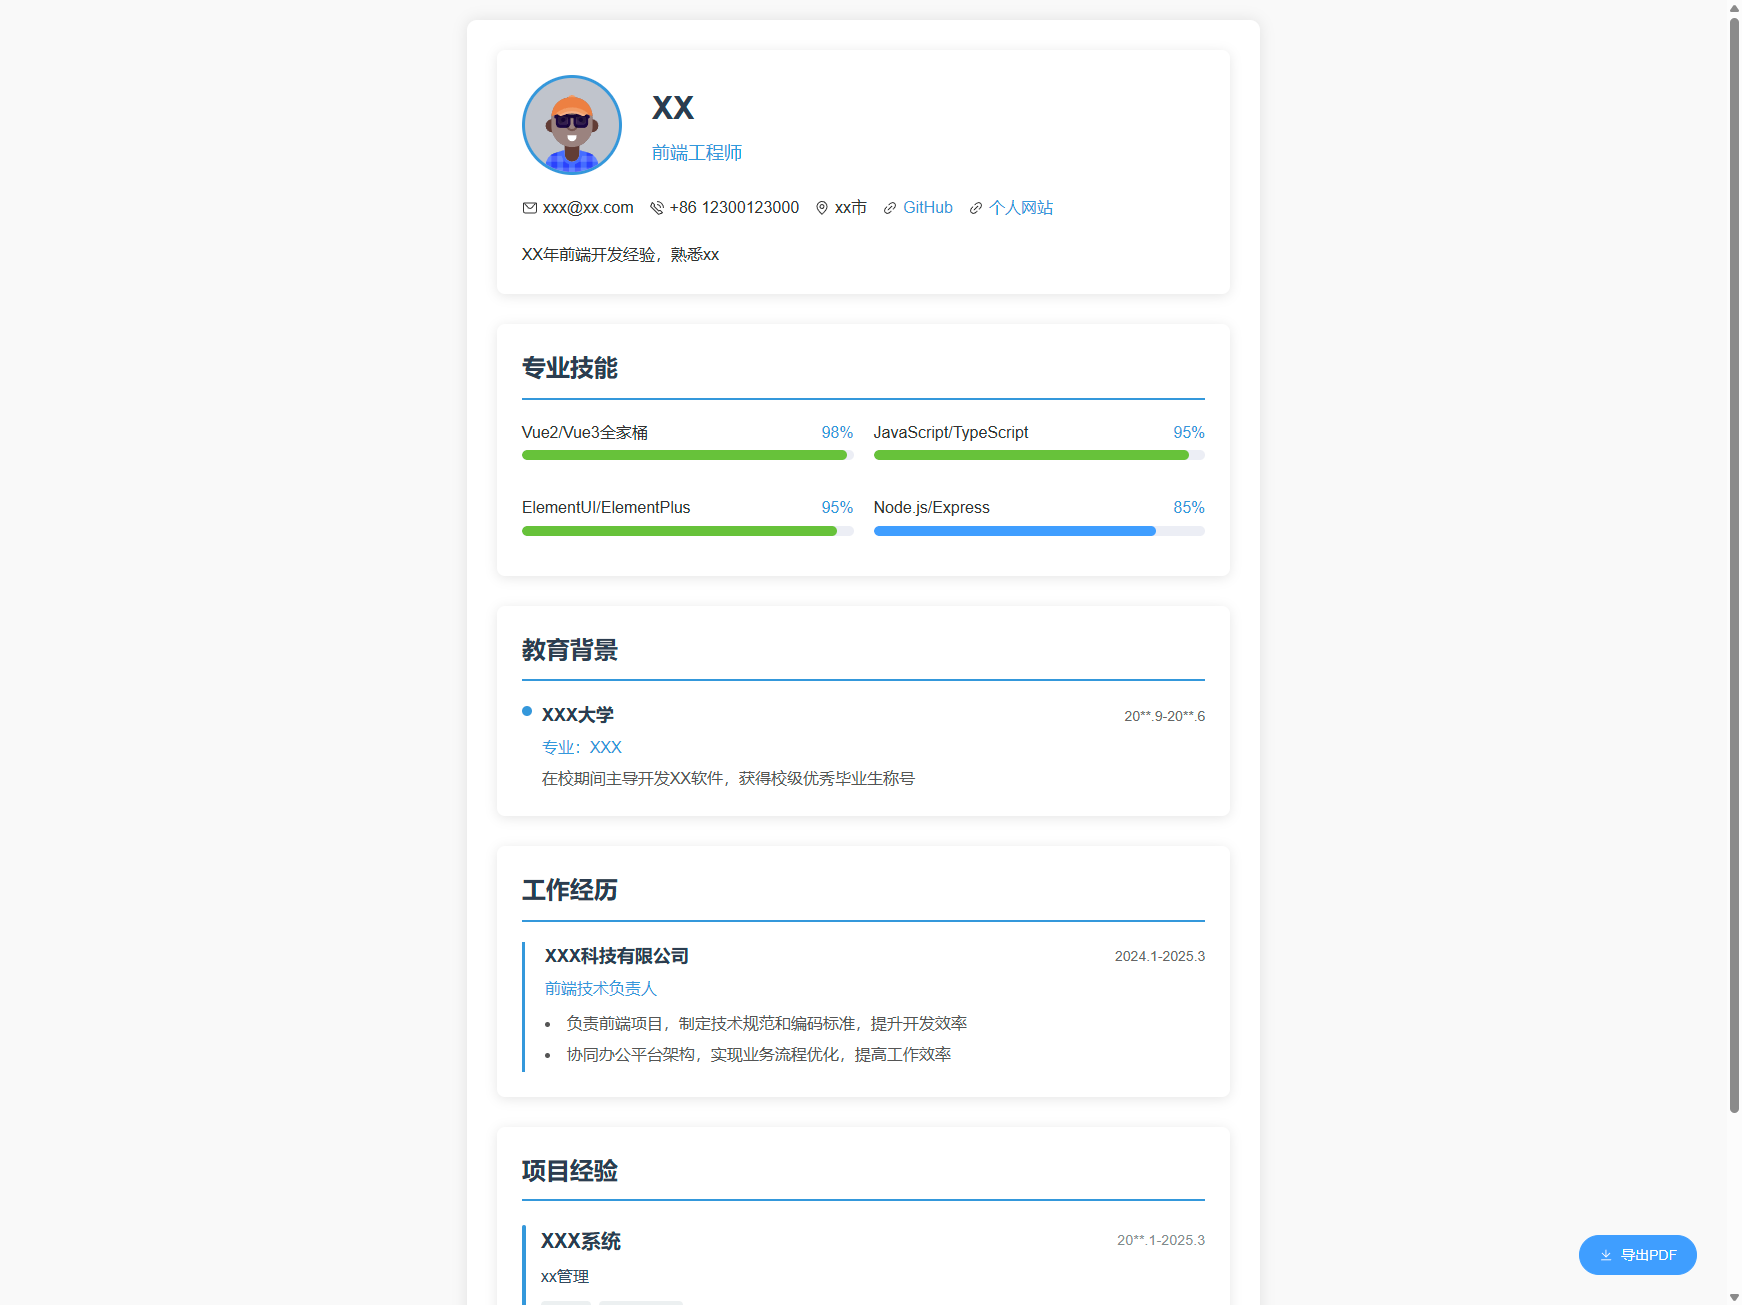 XX
前端工程师
xxx@xx.com +86 12300123000 xx市 GitHub 个人网站
XX年前端开发经验，熟悉xx
专业技能
Vue2/Vue3全家桶 98% JavaScript/TypeScript 95%
ElementUI/ElementPlus 95% Node.js/Express 85%
教育背景
XXX大学 20**.9-20**.6
专业：XXX
在校期间主导开发XX软件，获得校级优秀毕业生称号
工作经历
XXX科技有限公司 2024.1-2025.3
前端技术负责人
• 负责前端项目，制定技术规范和编码标准，提升开发效率
• 协同办公平台架构，实现业务流程优化，提高工作效率
项目经验
XXX系统 20**.1-2025.3
导出PDF
xx管理